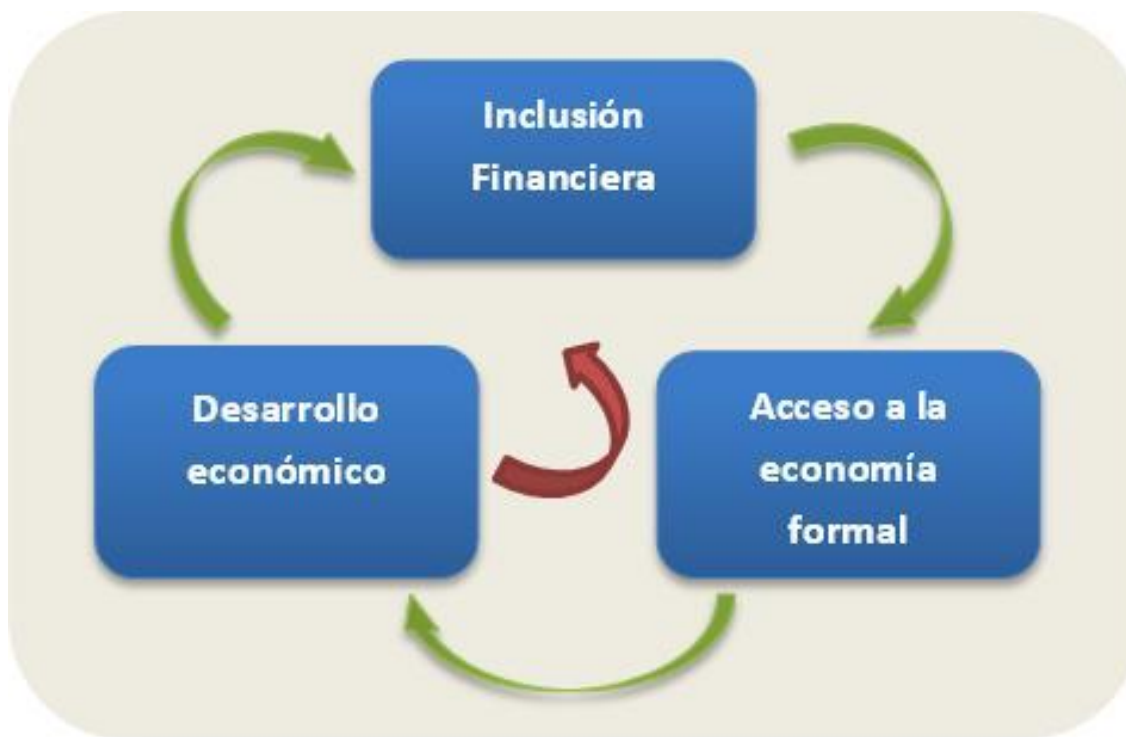 Inclusión
Financiera
Desarrollo
económico
Acceso a la
economía
formal